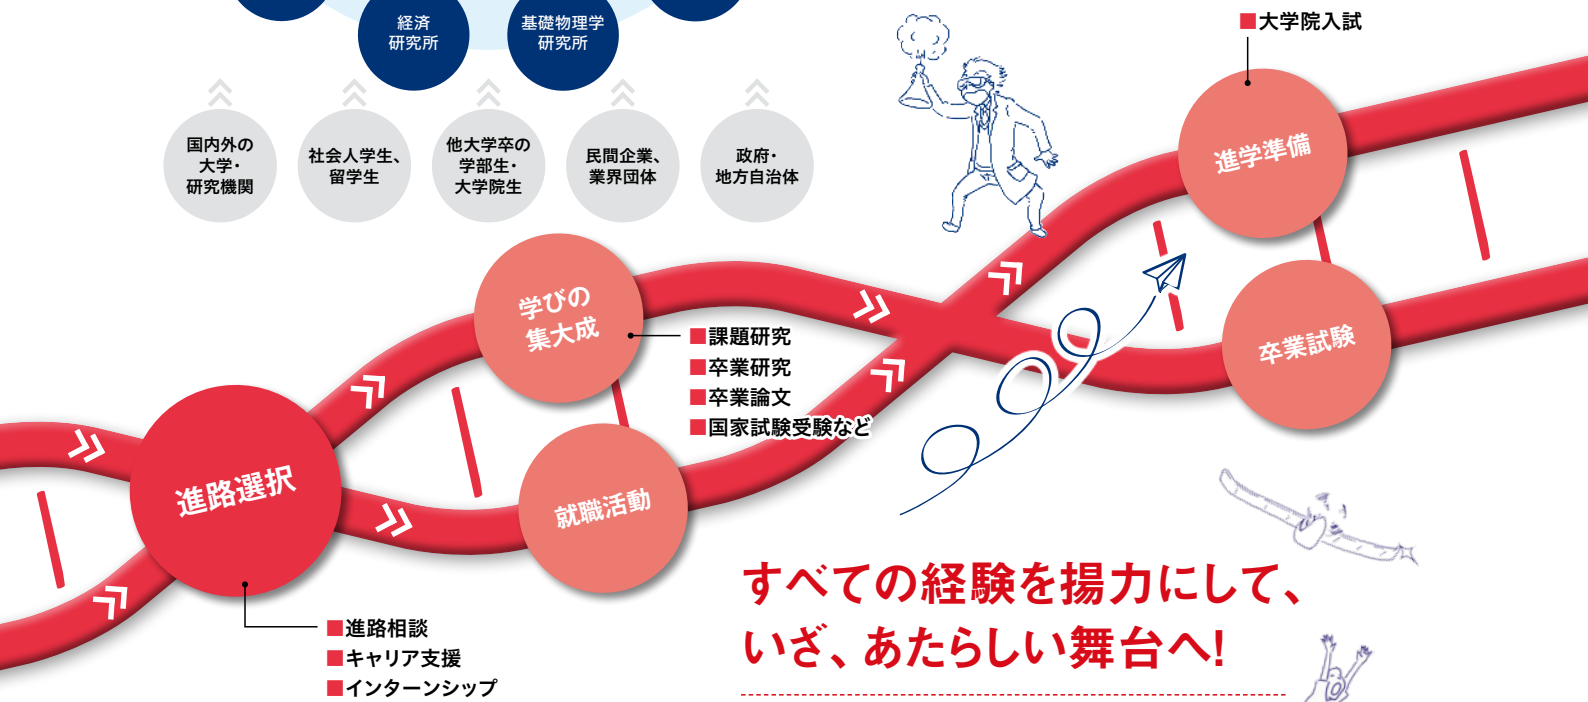 経済
研究所
基礎物理学
研究所
国内外の
大学・
研究機関
社会人学生、
留学生
他大学卒の
学部生・
大学院生
民間企業、
業界団体
政府・
地方自治体
■大学院入試
進学準備
学びの
集大成
■課題研究
■卒業研究
■卒業論文
■国家試験受験など
卒業試験
進路選択
就職活動
■進路相談
■キャリア支援
■インターンシップ
すべての経験を揚力にして、
いざ、あたらしい舞台へ!